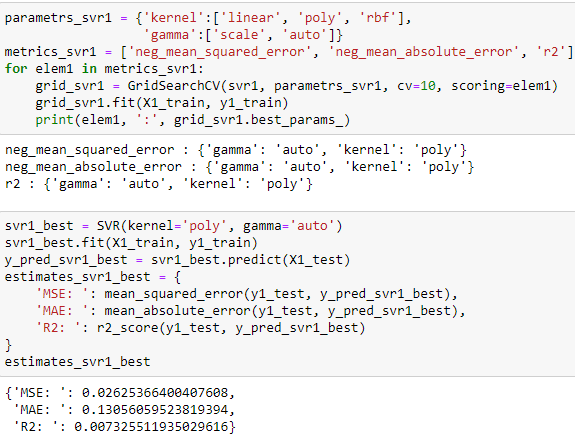 parametrs_svr1 = {'kernel':['linear', 'poly', 'rbf'],
                  'gamma':['scale', 'auto']}
metrics_svr1 = ['neg_mean_squared_error', 'neg_mean_absolute_error', 'r2']
for elem1 in metrics_svr1:
    grid_svr1 = GridSearchCV(svr1, parametrs_svr1, cv=10, scoring=elem1)
    grid_svr1.fit(X1_train, y1_train)
    print(elem1, ':', grid_svr1.best_params_)
neg_mean_squared_error : {'gamma': 'auto', 'kernel': 'poly'}
neg_mean_absolute_error : {'gamma': 'auto', 'kernel': 'poly'}
r2 : {'gamma': 'auto', 'kernel': 'poly'}
svr1_best = SVR(kernel='poly', gamma='auto')
svr1_best.fit(X1_train, y1_train)
y_pred_svr1_best = svr1_best.predict(X1_test)
estimates_svr1_best = {
    'MSE: ': mean_squared_error(y1_test, y_pred_svr1_best),
    'MAE: ': mean_absolute_error(y1_test, y_pred_svr1_best),
    'R2: ': r2_score(y1_test, y_pred_svr1_best)
}
estimates_svr1_best
{'MSE: ': 0.02625366400407608,
 'MAE: ': 0.13056059523819394,
 'R2: ': 0.007325511935029616}